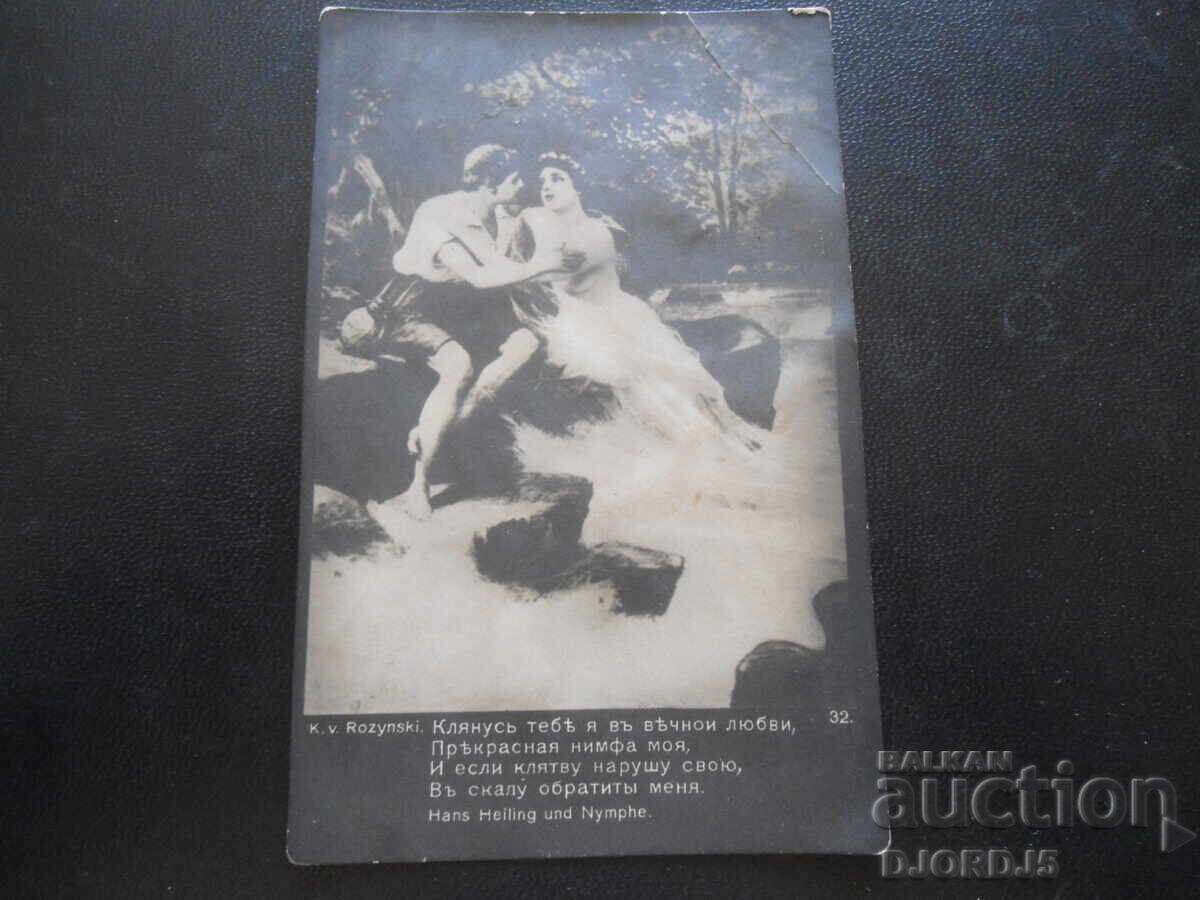 K. v. Rozynski. Клянусь тебѣ я въ вѣчнои любви, 32.
Прѣкрасная нимфа моя,
И если клятву нарушу свою,
Въ скалу обратиты меня.
Hans Heiling und Nymphe.
BALKAN
auction
DJORDJ5